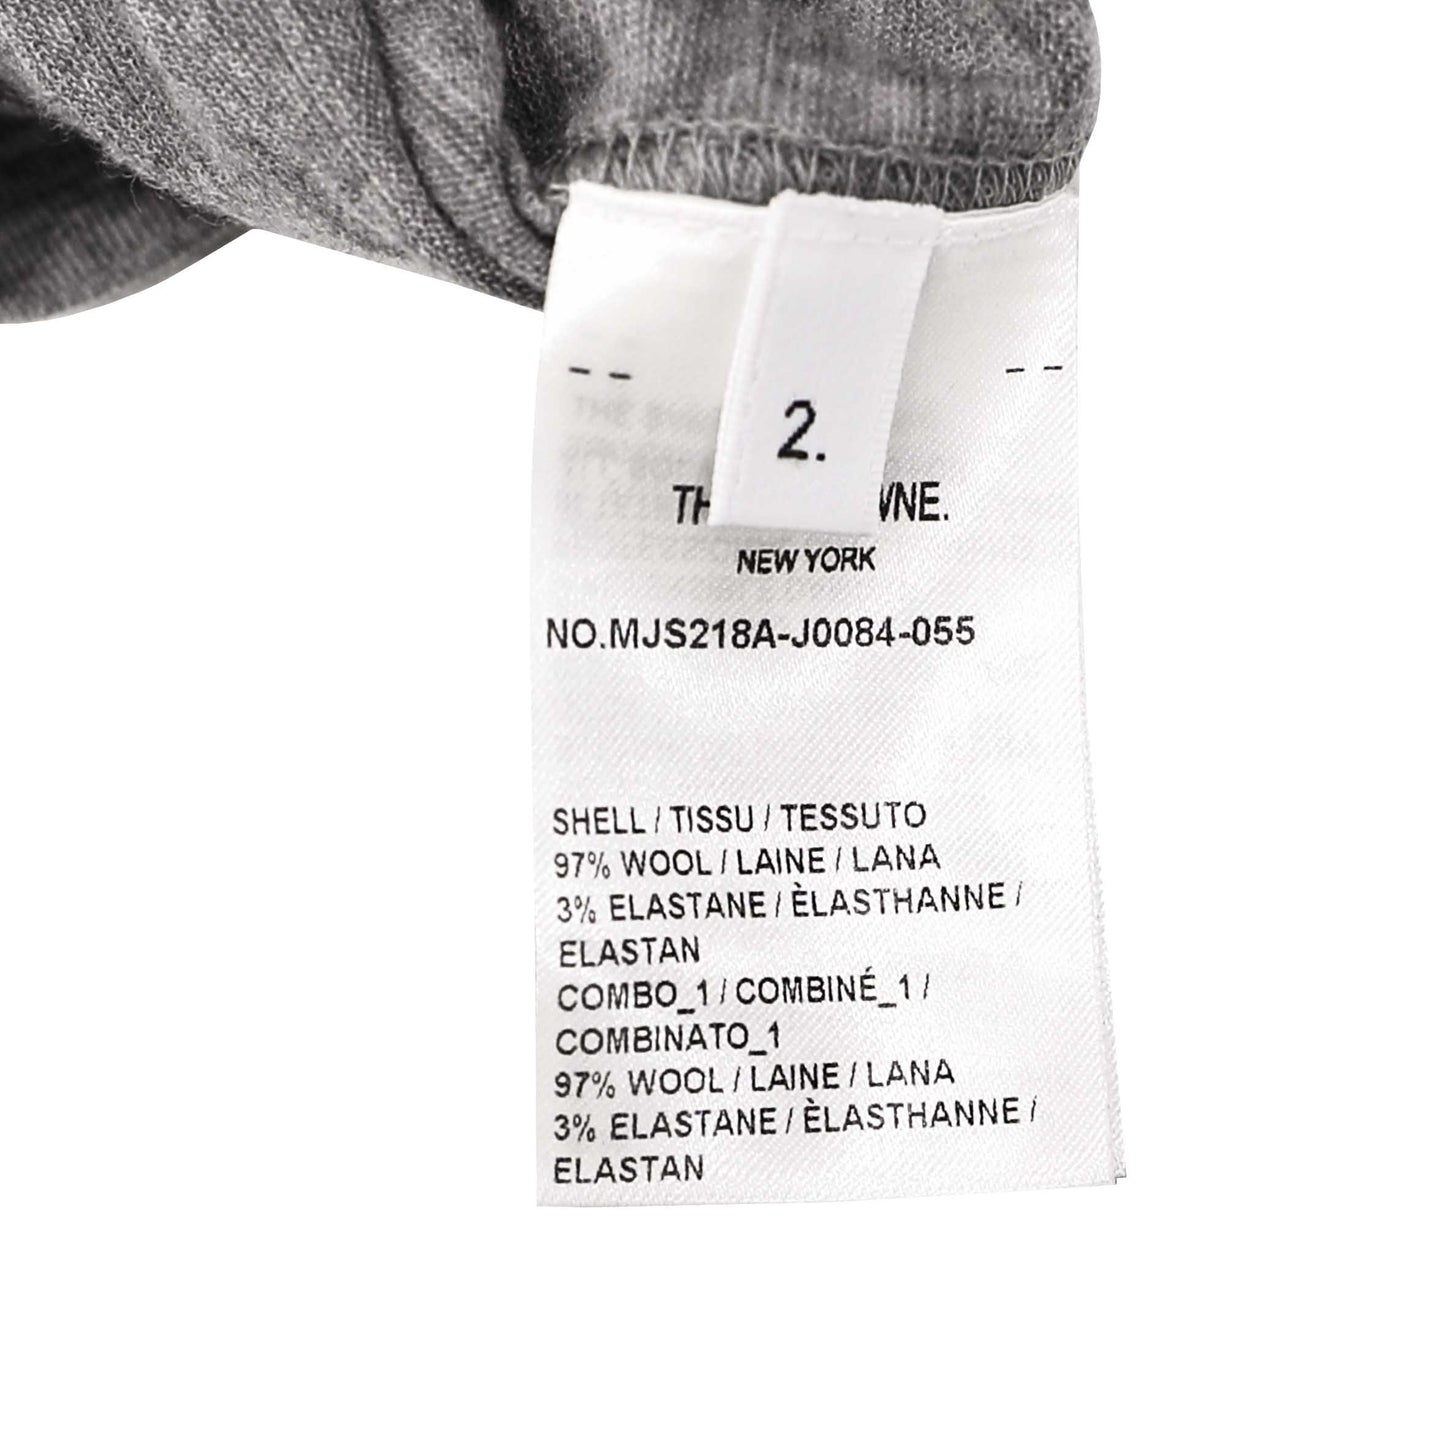 - -
- -
2.
NEW YORK
NO.MJS218A-J0084-055
SHELL / TISSU / TESSUTO
97% WOOL / LAINE / LANA
3% ELASTANE / ÈLASTHANNE /
ELASTAN
COMBO_1 / COMBINÉ_1 /
COMBINATO_1
97% WOOL / LAINE / LANA
3% ELASTANE / ÈLASTHANNE /
ELASTAN